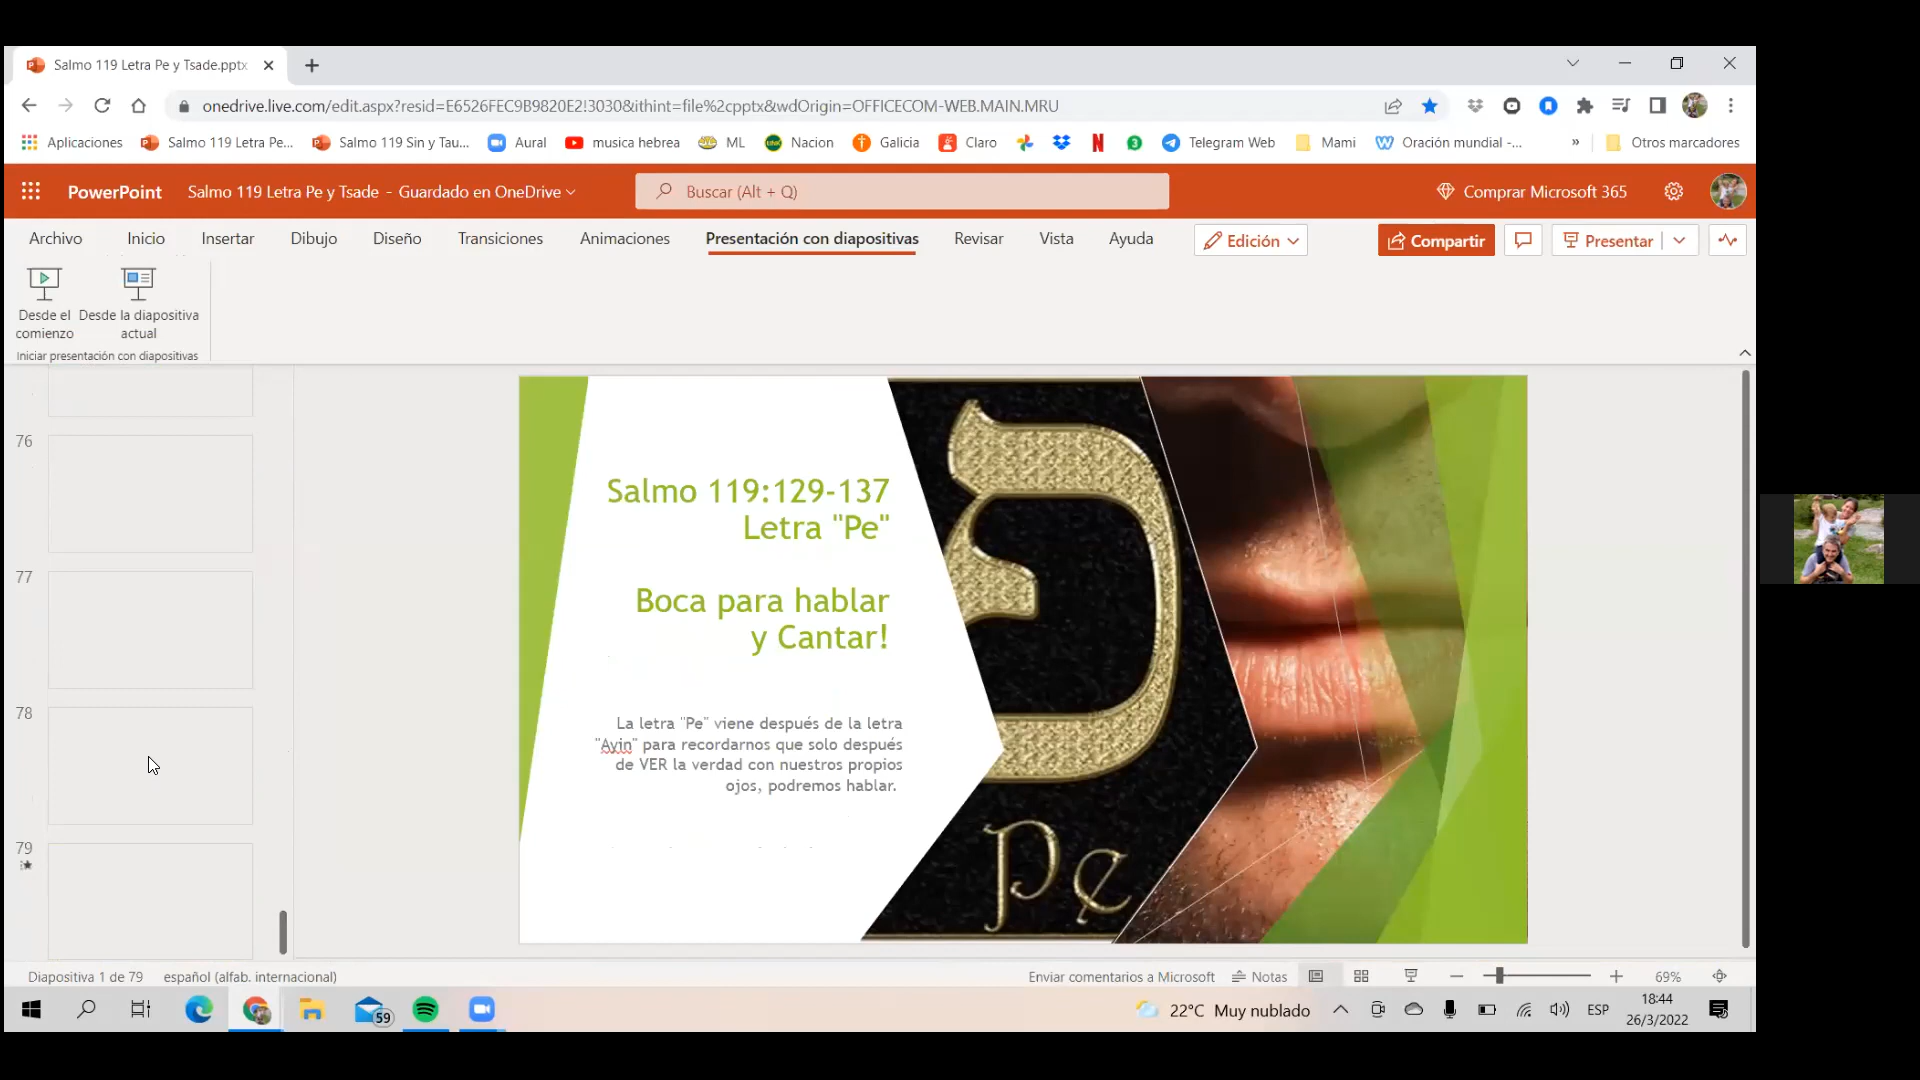 Salmo 119 Letra Pe y Tsade.pptx
onedrive.live.com/edit.aspx?resid=E6526FEC9B9820E2!3030&ithint=file%2cpptx&wdOrigin=OFFICECOM-WEB.MAIN.MRU
Aplicaciones Salmo 119 Letra Pe... Salmo 119 Sin y Tau... Aural musica hebrea ML Nacion Galicia Claro N 3 Telegram Web Mami Oración mundial -... » Otros marcadores
PowerPoint Salmo 119 Letra Pe y Tsade - Guardado en OneDrive Buscar (Alt + Q) Comprar Microsoft 365
Archivo Inicio Insertar Dibujo Diseño Transiciones Animaciones Presentación con diapositivas Revisar Vista Ayuda Edición Compartir Presentar
Desde el comienzo
Desde la diapositiva actual
Iniciar presentación con diapositivas
76
77
78
79
Salmo 119:129-137
Letra "Pe"
Boca para hablar
y Cantar!
La letra "Pe" viene después de la letra
"Ayin" para recordarnos que solo después
de VER la verdad con nuestros propios
ojos, podremos hablar.
פ
Pe
Diapositiva 1 de 79 español (alfab. internacional) Enviar comentarios a Microsoft Notas 69%
59 22°C Muy nublado ESP 18:44
26/3/2022